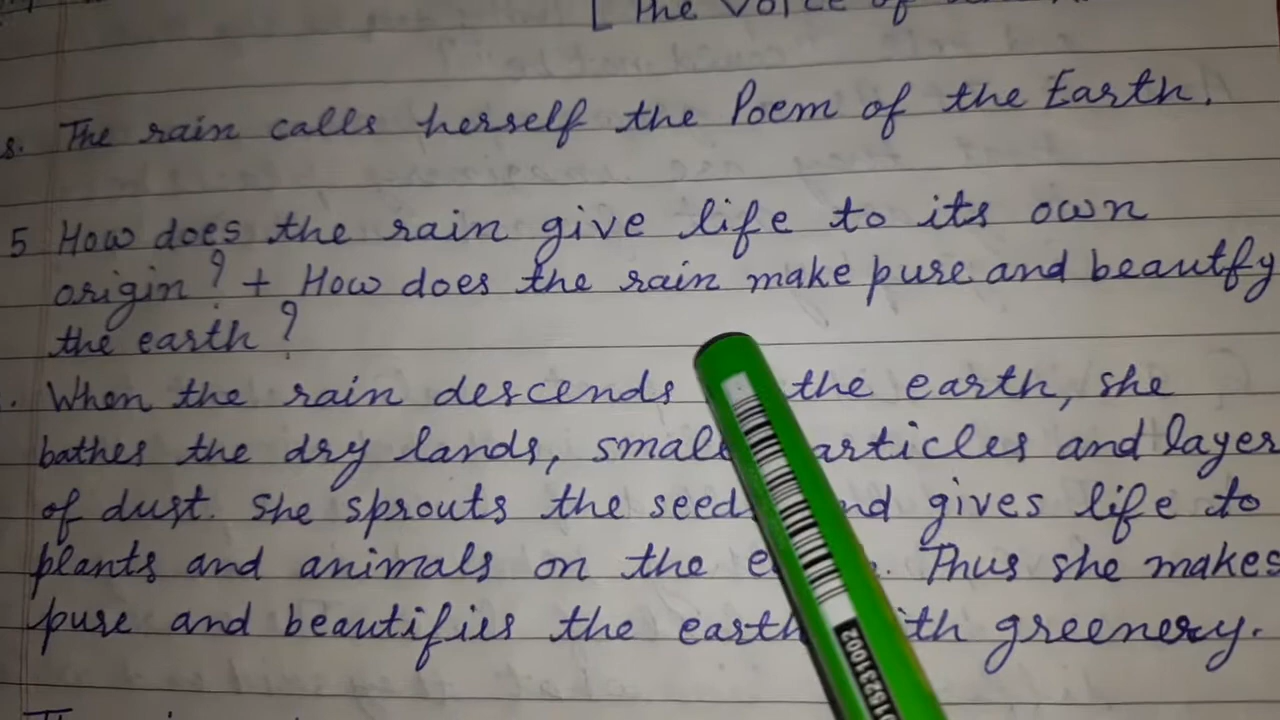 [ The Voice of
s. The rain calls herself the Poem of the Earth.
5 How does the rain give life to its own
origin? + How does the rain make pure and beautfy
the earth?
. When the rain descends the earth, she
bathes the dry lands, small articles and layer
of dust. She sprouts the seed nd gives life to
plants and animals on the e . Thus she makes
pure and beautifies the earth ith greenery.
01523 1002